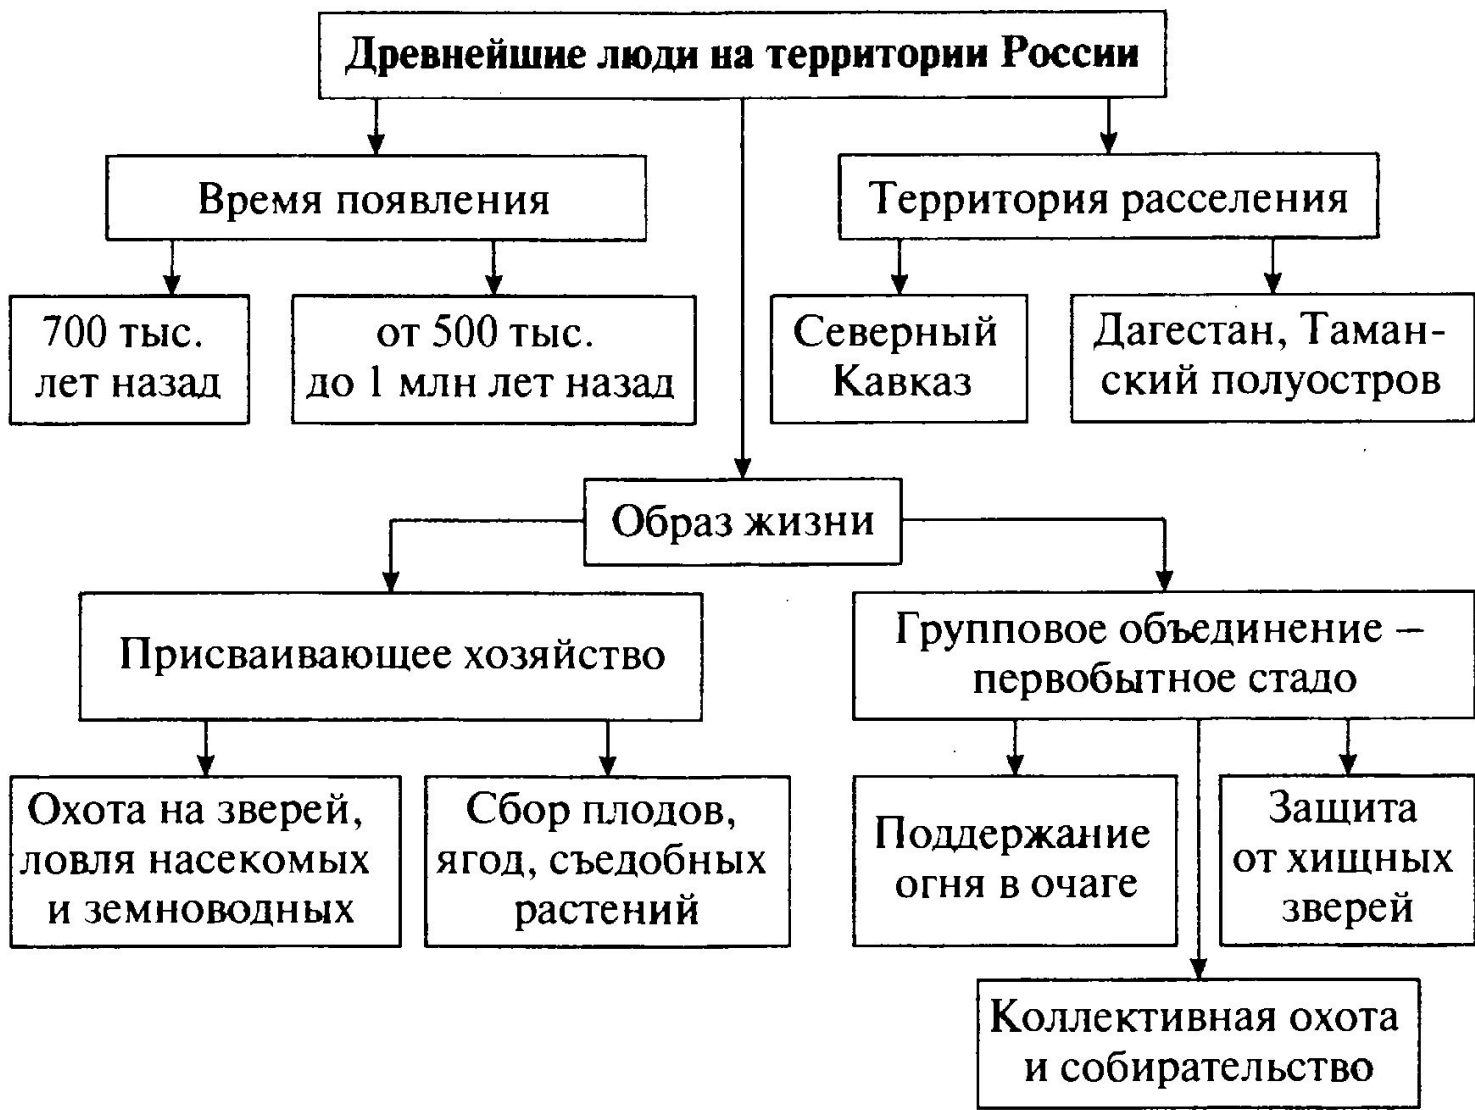 Древнейшие люди на территории России
Время появления
Территория расселения
700 тыс.
лет назад
от 500 тыс.
до 1 млн лет назад
Северный
Кавказ
Дагестан, Таман-
ский полуостров
Образ жизни
Присваивающее хозяйство
Групповое объединение –
первобытное стадо
Охота на зверей,
ловля насекомых
и земноводных
Сбор плодов,
ягод, съедобных
растений
Поддержание
огня в очаге
Защита
от хищных
зверей
Коллективная охота
и собирательство